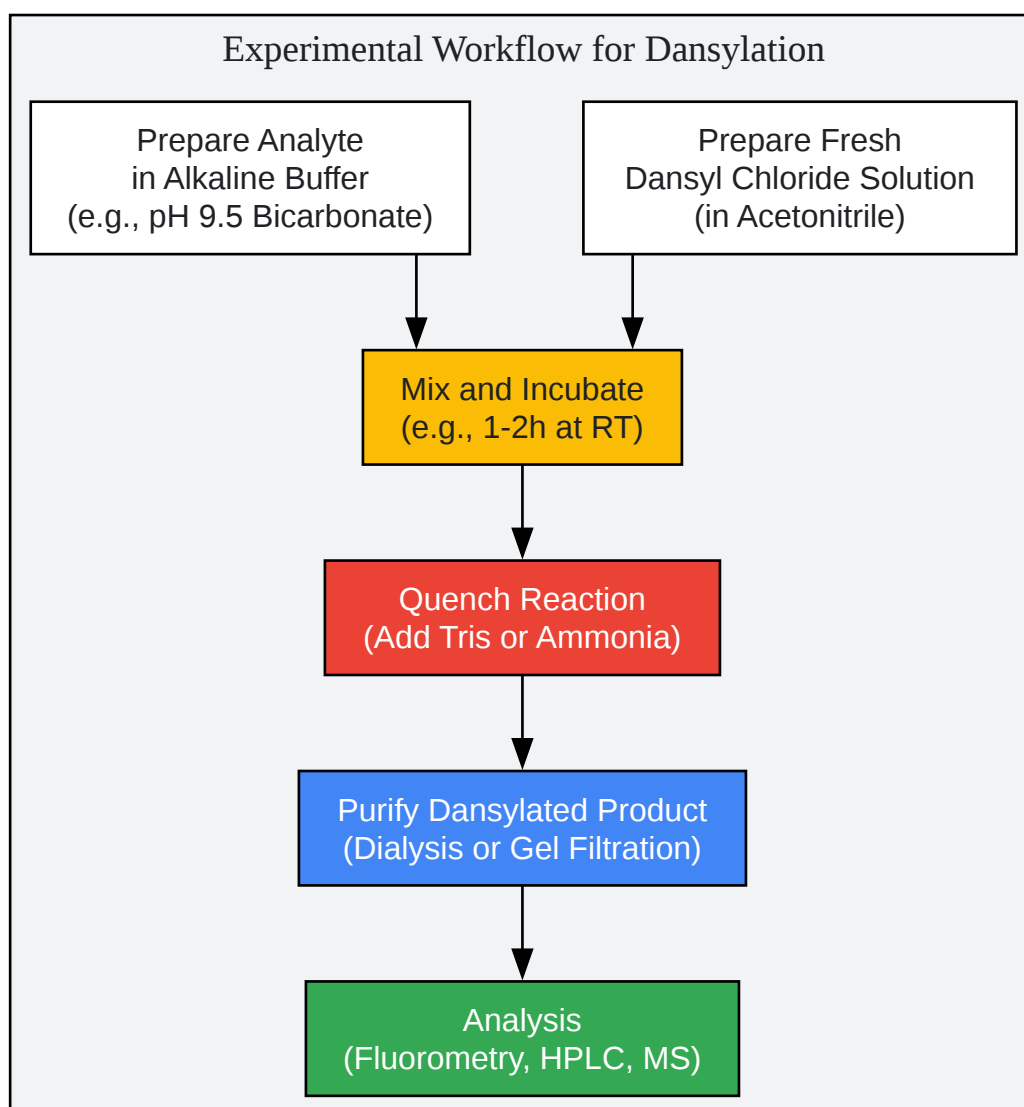 Experimental Workflow for Dansylation
Prepare Analyte
in Alkaline Buffer
(e.g., pH 9.5 Bicarbonate)
Prepare Fresh
Dansyl Chloride Solution
(in Acetonitrile)
Mix and Incubate
(e.g., 1-2h at RT)
Quench Reaction
(Add Tris or Ammonia)
Purify Dansylated Product
(Dialysis or Gel Filtration)
Analysis
(Fluorometry, HPLC, MS)